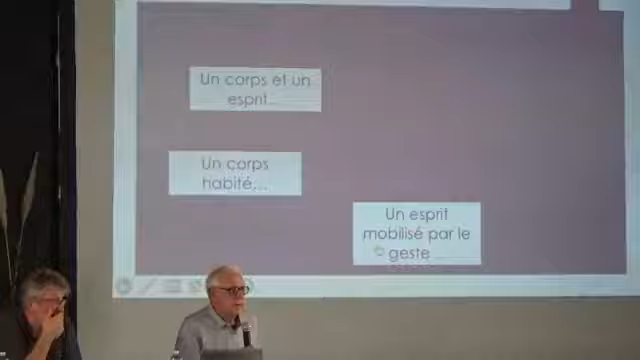 Un corps et un
esprit...
Un corps
habité...
Un esprit
mobilisé par le
geste